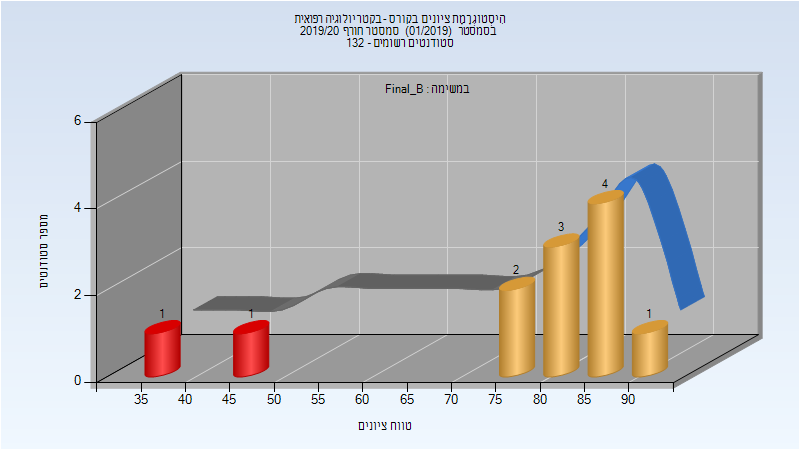 הִיסטוֹגְרָמַת ציונים בקורס - בקטריולוגיה רפואית
בסמסטר (01/2019) סמסטר חורף 2019/20
סטודנטים רשומים - 132
במשימה : Final_B
מספר סטודנטים
6
4
2
0
1
1
2
3
4
1
35 40 45 50 55 60 65 70 75 80 85 90
טווח ציונים